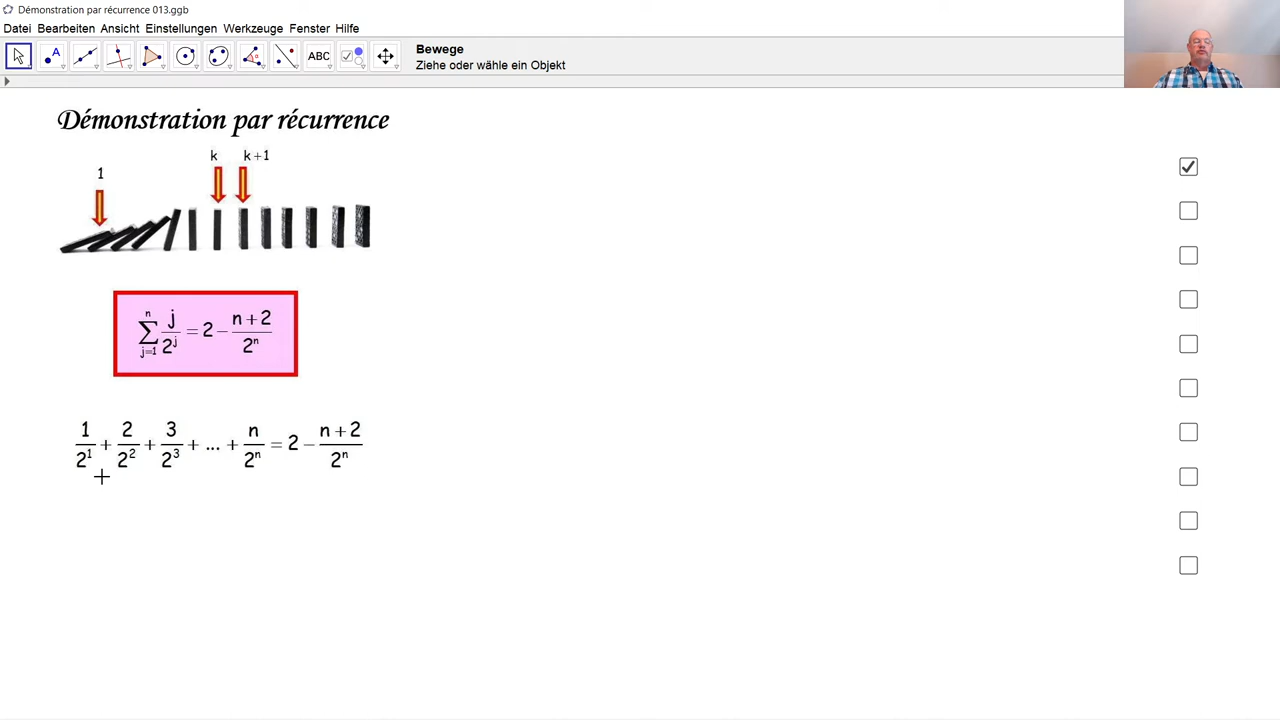 Démonstration par récurrence 013.ggb
Datei Bearbeiten Ansicht Einstellungen Werkzeuge Fenster Hilfe
ABC
Bewege
Ziehe oder wähle ein Objekt
Démonstration par récurrence
1 k k+1
∑_{j=1}^{n} j/2^j = 2 − (n+2)/2^n
1/2^1 + 2/2^2 + 3/2^3 + ... + n/2^n = 2 − (n+2)/2^n